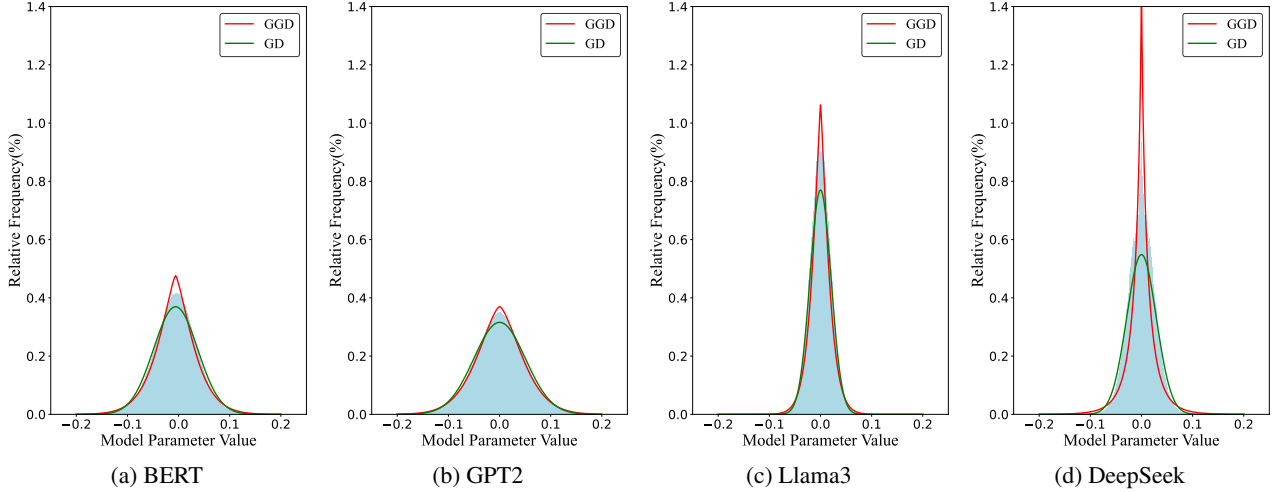 1.4
1.2
1.0
0.8
0.6
0.4
0.2
0.0
Relative Frequency(%)
GGD
GD
−0.2 −0.1 0.0 0.1 0.2
Model Parameter Value
(a) BERT
1.4
1.2
1.0
0.8
0.6
0.4
0.2
0.0
Relative Frequency(%)
GGD
GD
−0.2 −0.1 0.0 0.1 0.2
Model Parameter Value
(b) GPT2
1.4
1.2
1.0
0.8
0.6
0.4
0.2
0.0
Relative Frequency(%)
GGD
GD
−0.2 −0.1 0.0 0.1 0.2
Model Parameter Value
(c) Llama3
1.4
1.2
1.0
0.8
0.6
0.4
0.2
0.0
Relative Frequency(%)
GGD
GD
−0.2 −0.1 0.0 0.1 0.2
Model Parameter Value
(d) DeepSeek